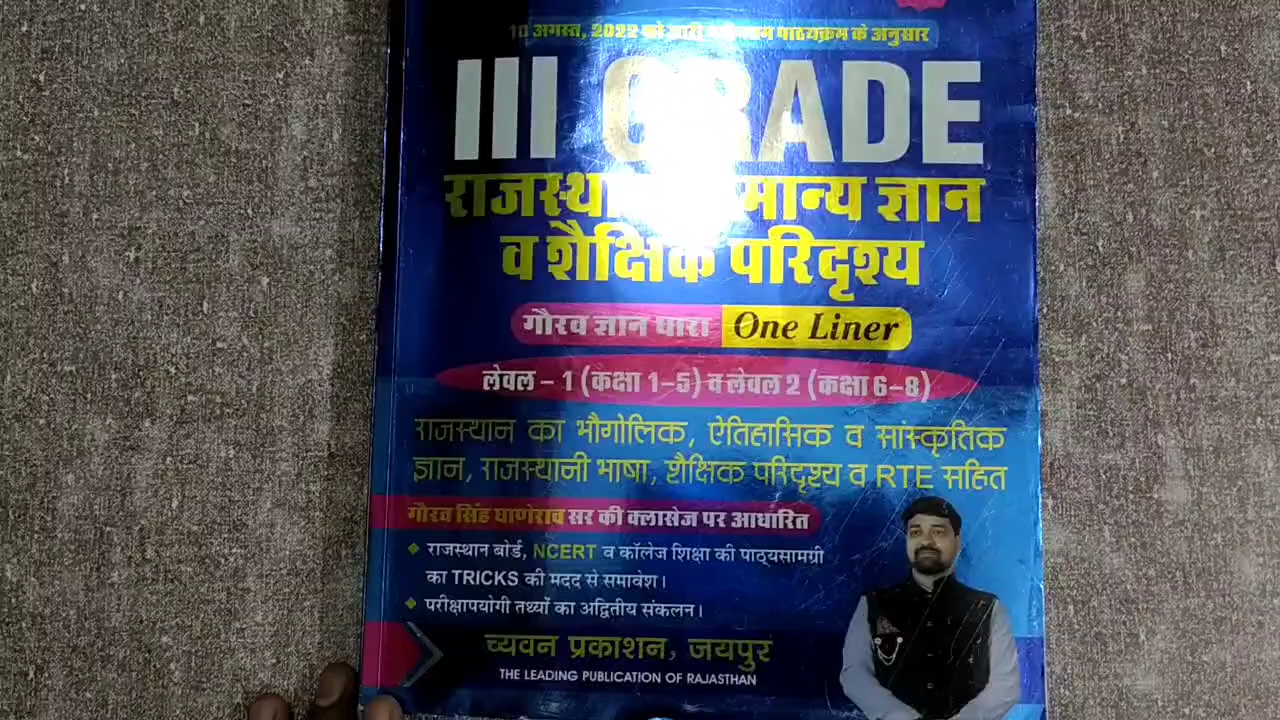 10 अगस्त, 2022 पाठ्यक्रम के अनुसार
III GRADE
ज्ञान
व शैक्षिक परिदृश्य
गौरव ज्ञान धारा One Liner
लेवल - 1 (कक्षा 1-5) व लेवल 2 (कक्षा 6-8)
राजस्थान का भौगोलिक, ऐतिहासिक व सांस्कृतिक
ज्ञान, राजस्थानी भाषा, शैक्षिक परिदृश्य व RTE सहित
गौरव सिंह घाणेराव सर की क्लासेज पर आधारित
राजस्थान बोर्ड, NCERT व कॉलेज शिक्षा की पाठ्यसामग्री
का TRICKS की मदद से समावेश।
परीक्षापयोगी तथ्यों का अद्वितीय संकलन।
च्यवन प्रकाशन, जयपुर
THE LEADING PUBLICATION OF RAJASTHAN